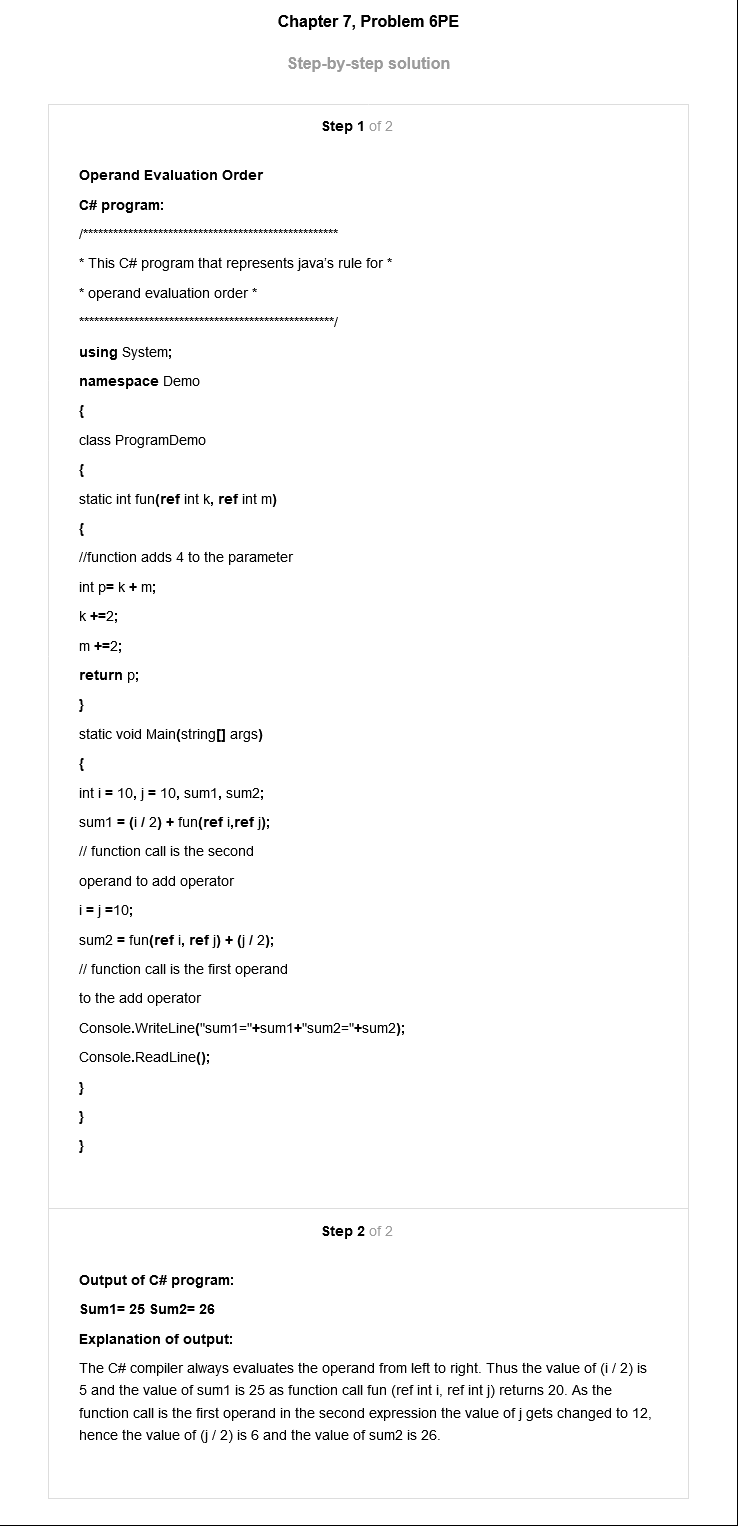 Chapter 7, Problem 6PE
Step-by-step solution
Step 1 of 2
Operand Evaluation Order
C# program:
/***************************************************
* This C# program that represents java's rule for *
* operand evaluation order *
***************************************************/
using System;
namespace Demo
{
class ProgramDemo
{
static int fun(ref int k, ref int m)
{
//function adds 4 to the parameter
int p= k + m;
k +=2;
m +=2;
return p;
}
static void Main(string[] args)
{
int i = 10, j = 10, sum1, sum2;
sum1 = (i / 2) + fun(ref i,ref j);
// function call is the second
operand to add operator
i = j =10;
sum2 = fun(ref i, ref j) + (j / 2);
// function call is the first operand
to the add operator
Console.WriteLine("sum1="+sum1+"sum2="+sum2);
Console.ReadLine();
}
}
}
Step 2 of 2
Output of C# program:
Sum1= 25 Sum2= 26
Explanation of output:
The C# compiler always evaluates the operand from left to right. Thus the value of (i / 2) is
5 and the value of sum1 is 25 as function call fun (ref int i, ref int j) returns 20. As the
function call is the first operand in the second expression the value of j gets changed to 12,
hence the value of (j / 2) is 6 and the value of sum2 is 26.